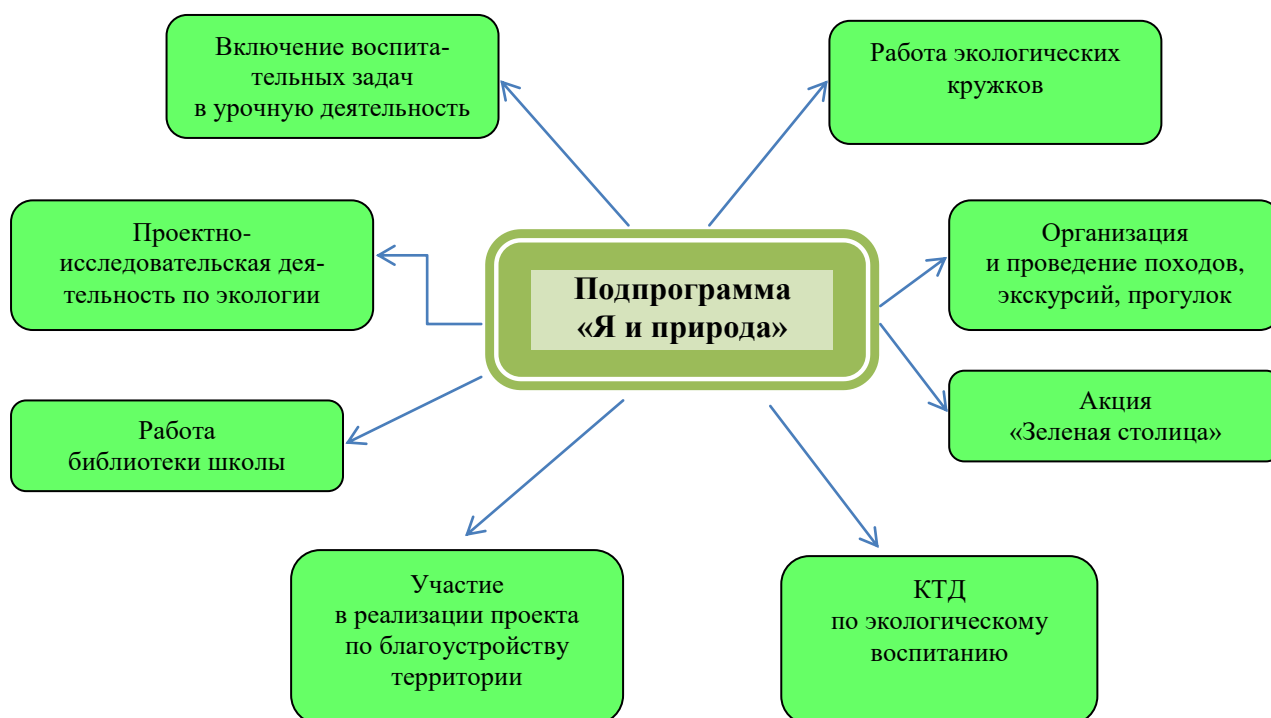 Включение воспита-
тельных задач
в урочную деятельность
Работа экологических
кружков
Проектно-
исследовательская дея-
тельность по экологии
Подпрограмма
«Я и природа»
Организация
и проведение походов,
экскурсий, прогулок
Работа
библиотеки школы
Акция
«Зеленая столица»
Участие
в реализации проекта
по благоустройству
территории
КТД
по экологическому
воспитанию